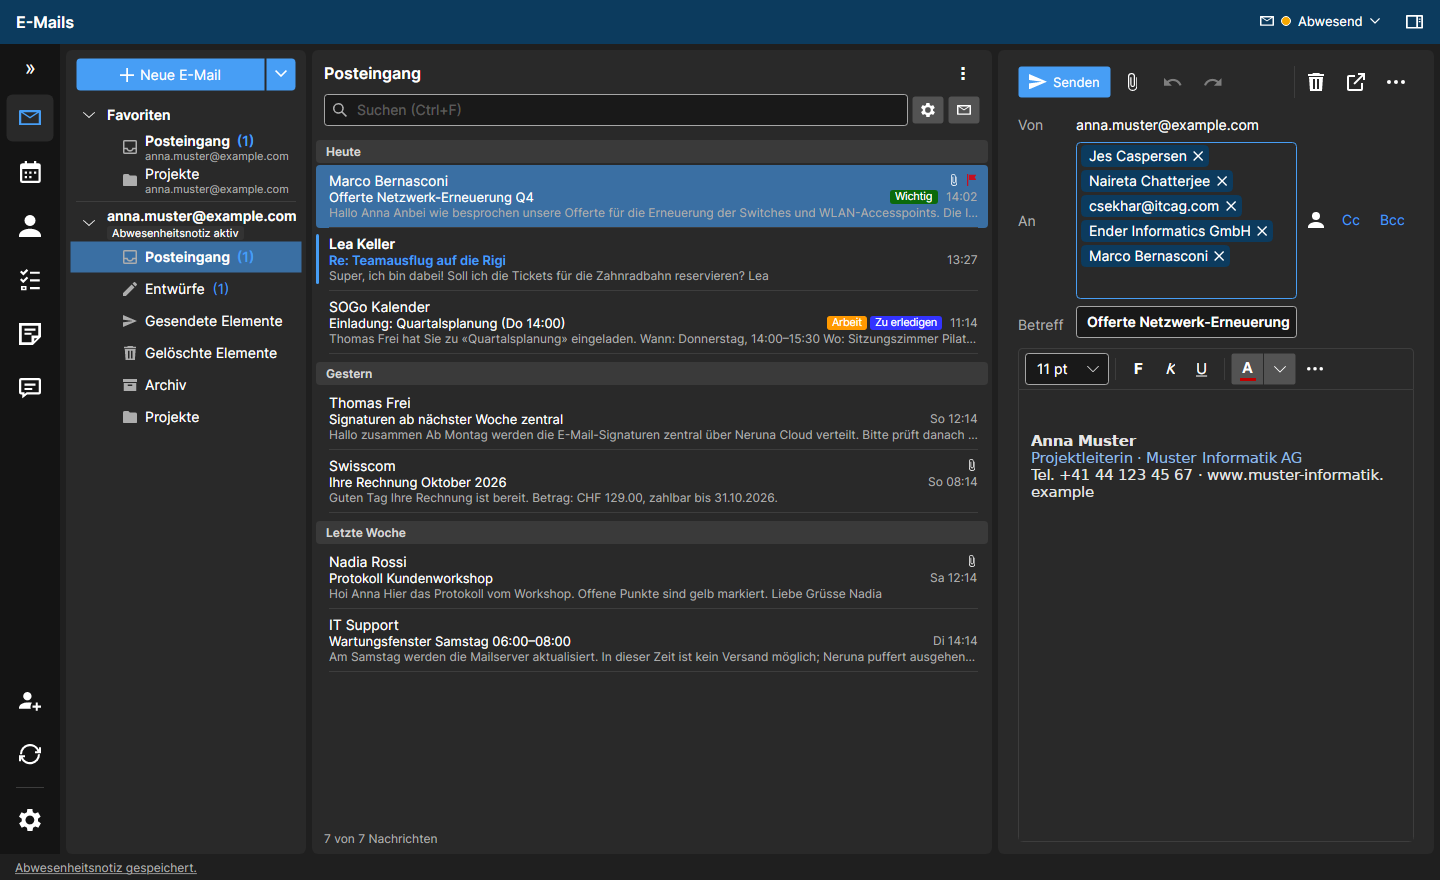 E-Mails
Abwesend
Neue E-Mail
Favoriten
Posteingang (1)
anna.muster@example.com
Projekte
anna.muster@example.com
anna.muster@example.com
Abwesenheitsnotiz aktiv
Posteingang (1)
Entwürfe (1)
Gesendete Elemente
Gelöschte Elemente
Archiv
Projekte
Posteingang
Suchen (Ctrl+F)
Heute
Marco Bernasconi
Offerte Netzwerk-Erneuerung Q4 Wichtig 14:02
Hallo Anna Anbei wie besprochen unsere Offerte für die Erneuerung der Switches und WLAN-Accesspoints. Die l...
Lea Keller
Re: Teamausflug auf die Rigi 13:27
Super, ich bin dabei! Soll ich die Tickets für die Zahnradbahn reservieren? Lea
SOGo Kalender
Einladung: Quartalsplanung (Do 14:00) Arbeit Zu erledigen 11:14
Thomas Frei hat Sie zu «Quartalsplanung» eingeladen. Wann: Donnerstag, 14:00–15:30 Wo: Sitzungszimmer Pilat...
Gestern
Thomas Frei
Signaturen ab nächster Woche zentral So 12:14
Hallo zusammen Ab Montag werden die E-Mail-Signaturen zentral über Neruna Cloud verteilt. Bitte prüft danach ...
Swisscom
Ihre Rechnung Oktober 2026 So 08:14
Guten Tag Ihre Rechnung ist bereit. Betrag: CHF 129.00, zahlbar bis 31.10.2026.
Letzte Woche
Nadia Rossi
Protokoll Kundenworkshop Sa 12:14
Hoi Anna Hier das Protokoll vom Workshop. Offene Punkte sind gelb markiert. Liebe Grüsse Nadia
IT Support
Wartungsfenster Samstag 06:00–08:00 Di 14:14
Am Samstag werden die Mailserver aktualisiert. In dieser Zeit ist kein Versand möglich; Neruna puffert ausgehen...
7 von 7 Nachrichten
Senden
Von anna.muster@example.com
Jes Caspersen
Naireta Chatterjee
csekhar@itcag.com
An Cc Bcc
Ender Informatics GmbH
Marco Bernasconi
Betreff Offerte Netzwerk-Erneuerung
11 pt F K U A
Anna Muster
Projektleiterin · Muster Informatik AG
Tel. +41 44 123 45 67 · www.muster-informatik.
example
Abwesenheitsnotiz gespeichert.